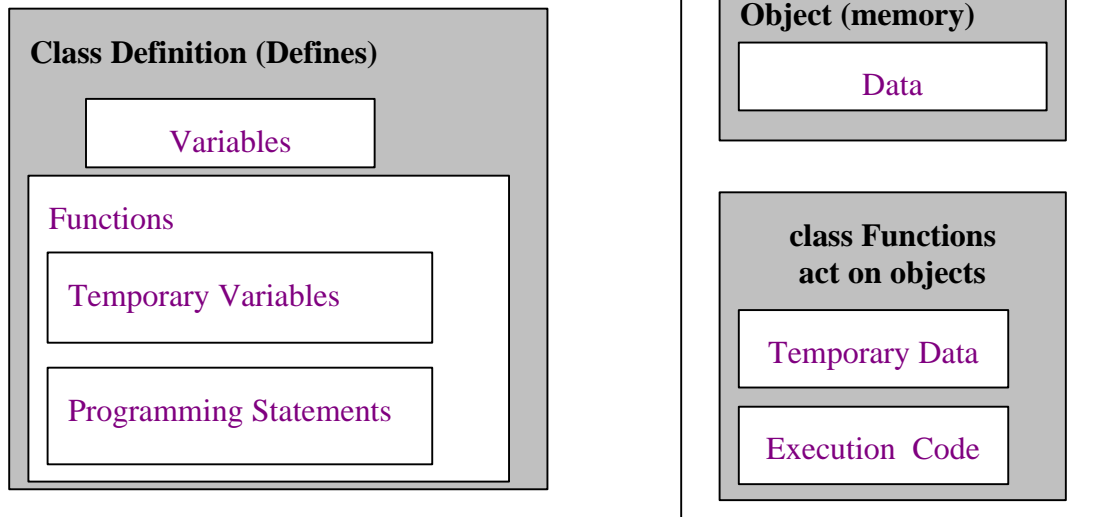 Class Definition (Defines)
Variables
Functions
Temporary Variables
Programming Statements
Object (memory)
Data
class Functions
act on objects
Temporary Data
Execution Code